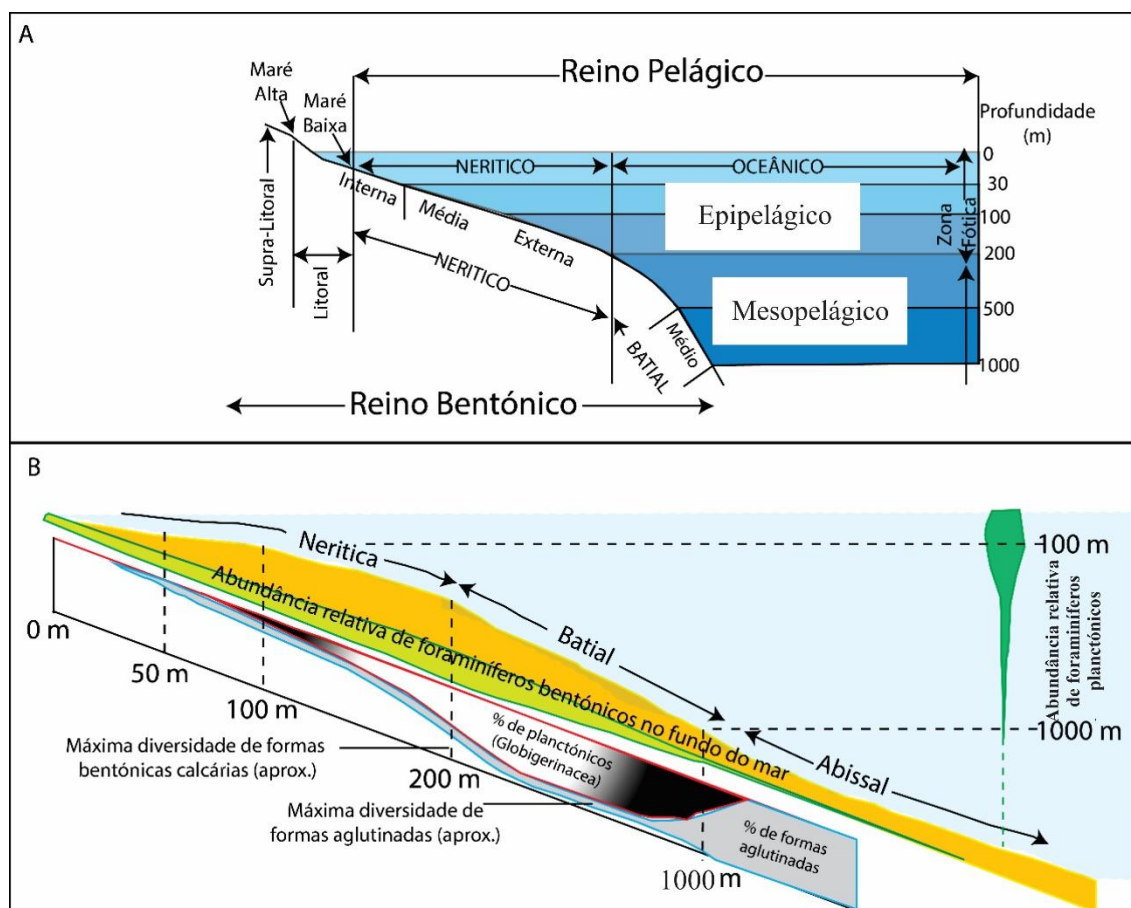 A
Reino Pelágico
Maré
Alta
Maré
Baixa
Profundidade
(m)
NERITICO
OCEÂNICO
0
30
100
200
500
1000
Zona
Fótica
Epipelágico
Mesopelágico
Supra-Litoral
Litoral
Interna
Média
Externa
NERITICO
BATIAL
Médio
Reino Bentónico
B
Neritica
Batial
Abissal
100 m
1000 m
Abundância relativa
de foraminíferos
planctónicos
Abundância relativa de foraminíferos bentónicos no fundo do mar
0 m
50 m
100 m
200 m
1000 m
% de planctónicos
(Globigerinacea)
% de formas
aglutinadas
Máxima diversidade de formas
bentónicas calcárias (aprox.)
Máxima diversidade de
formas aglutinadas (aprox.)